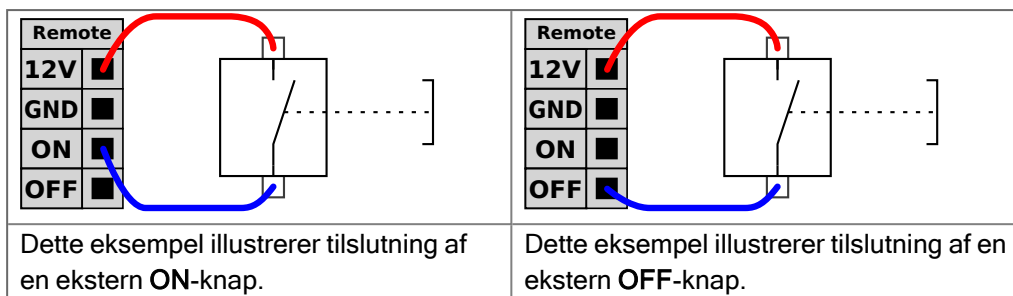 Remote
12V
GND
ON
OFF
Dette eksempel illustrerer tilslutning af
en ekstern ON-knap.
Remote
12V
GND
ON
OFF
Dette eksempel illustrerer tilslutning af en
ekstern OFF-knap.